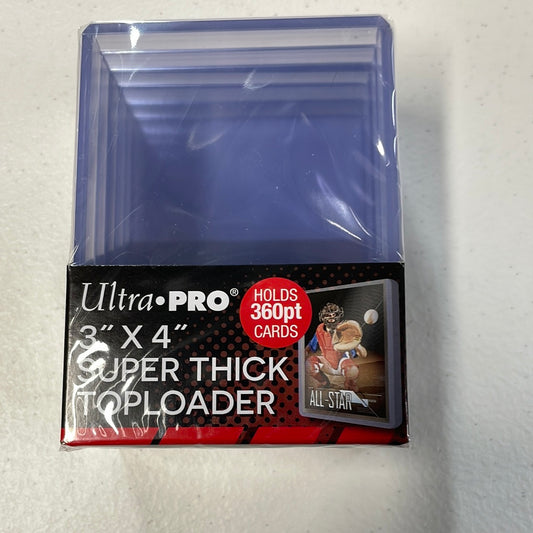 Ultra•PRO®
HOLDS
360pt
CARDS
3" X 4"
SUPER THICK
TOPLOADER
ALL-STAR